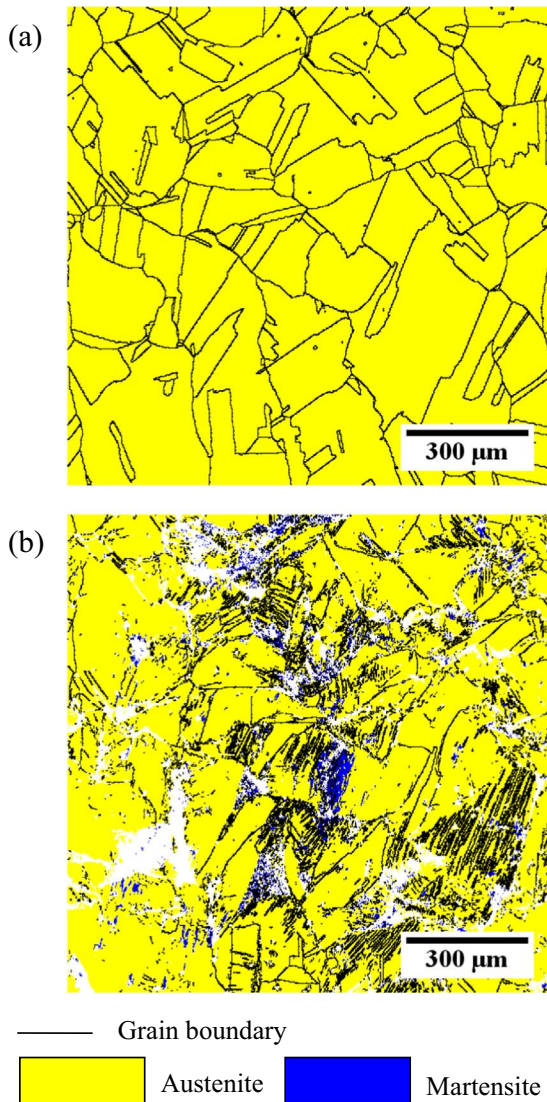 (a)
300 μm
(b)
300 μm
Grain boundary
Austenite
Martensite